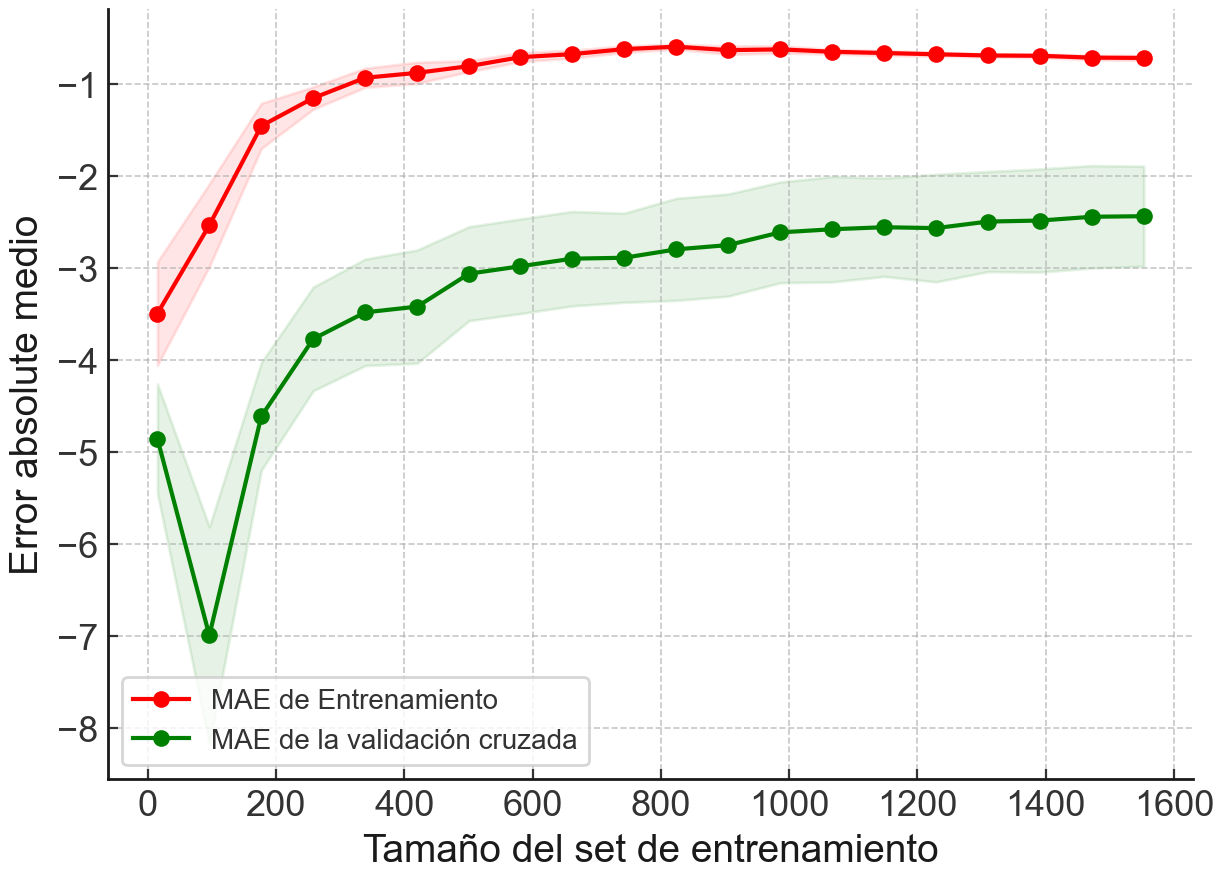 Error absolute medio
−1
−2
−3
−4
−5
−6
−7
−8
MAE de Entrenamiento
MAE de la validación cruzada
0 200 400 600 800 1000 1200 1400 1600
Tamaño del set de entrenamiento